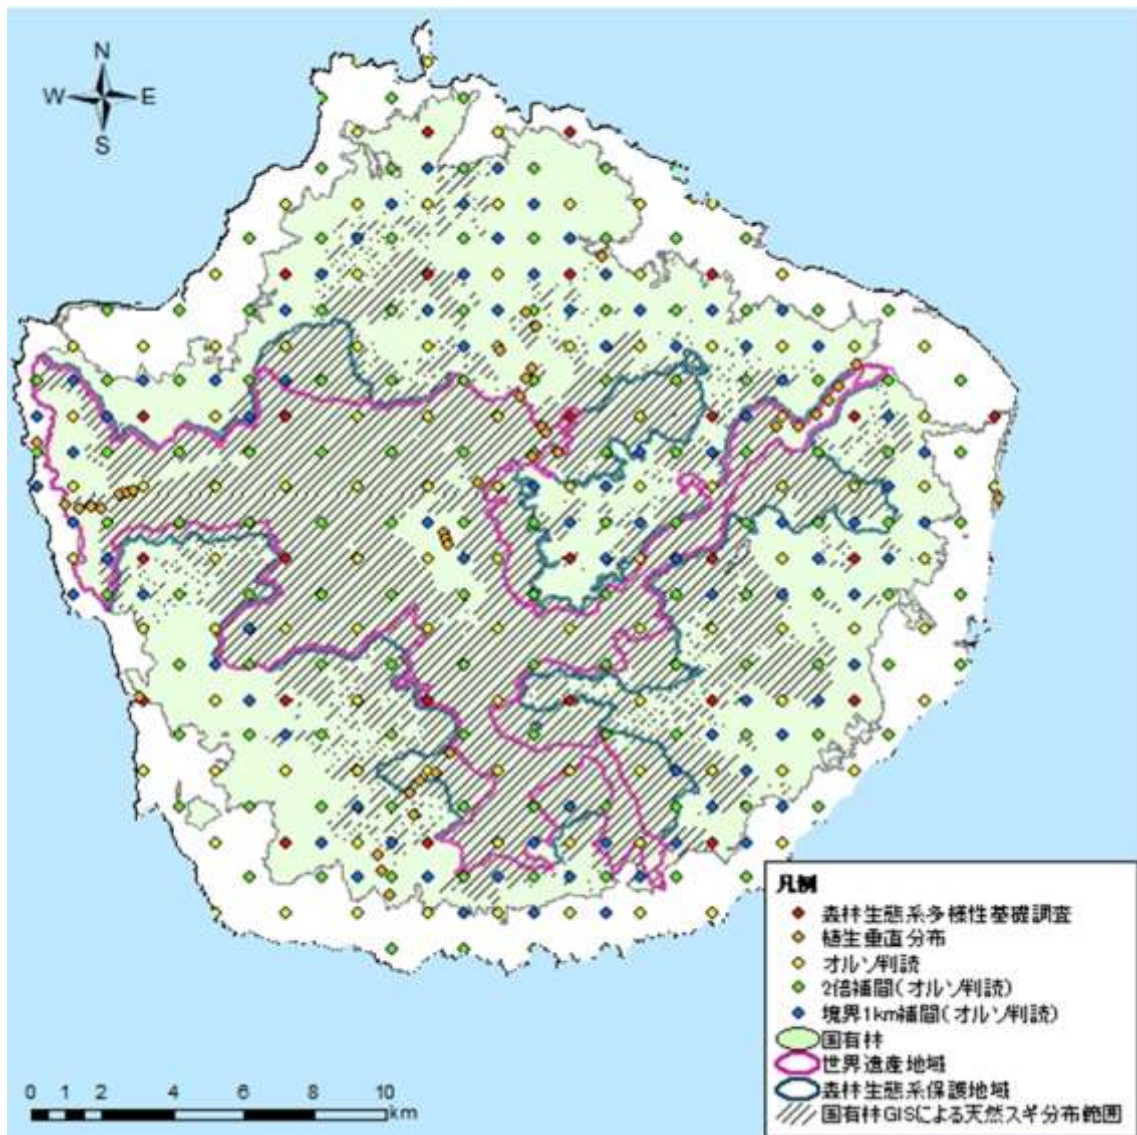 N
W E
S
凡例
森林生態系多様性基礎調査
植生垂直分布
オルソ判読
2倍補間(オルソ判読)
境界1km補間(オルソ判読)
国有林
世界遺産地域
森林生態系保護地域
国有林GISによる天然スギ分布範囲
0 1 2 4 6 8 10
km